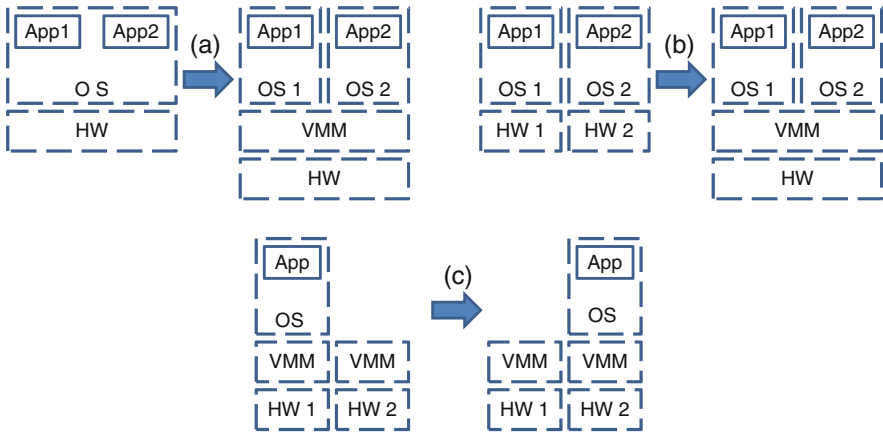 App1 App2 (a) App1 App2 App1 App2 (b) App1 App2
O S OS 1 OS 2 OS 1 OS 2 OS 1 OS 2
HW VMM HW 1 HW 2 VMM
HW HW
App (c) App
OS OS
VMM VMM VMM VMM
HW 1 HW 2 HW 1 HW 2